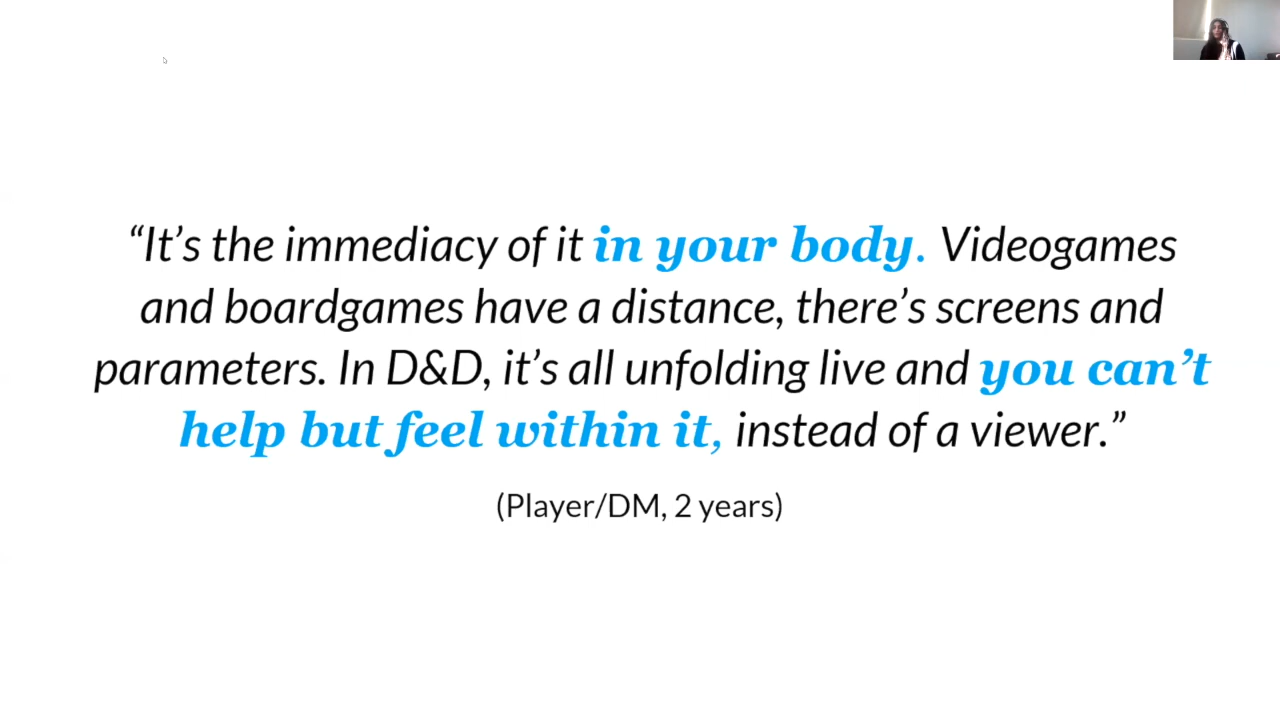 “It’s the immediacy of it in your body. Videogames
and boardgames have a distance, there’s screens and
parameters. In D&D, it’s all unfolding live and you can’t
help but feel within it, instead of a viewer.”
(Player/DM, 2 years)